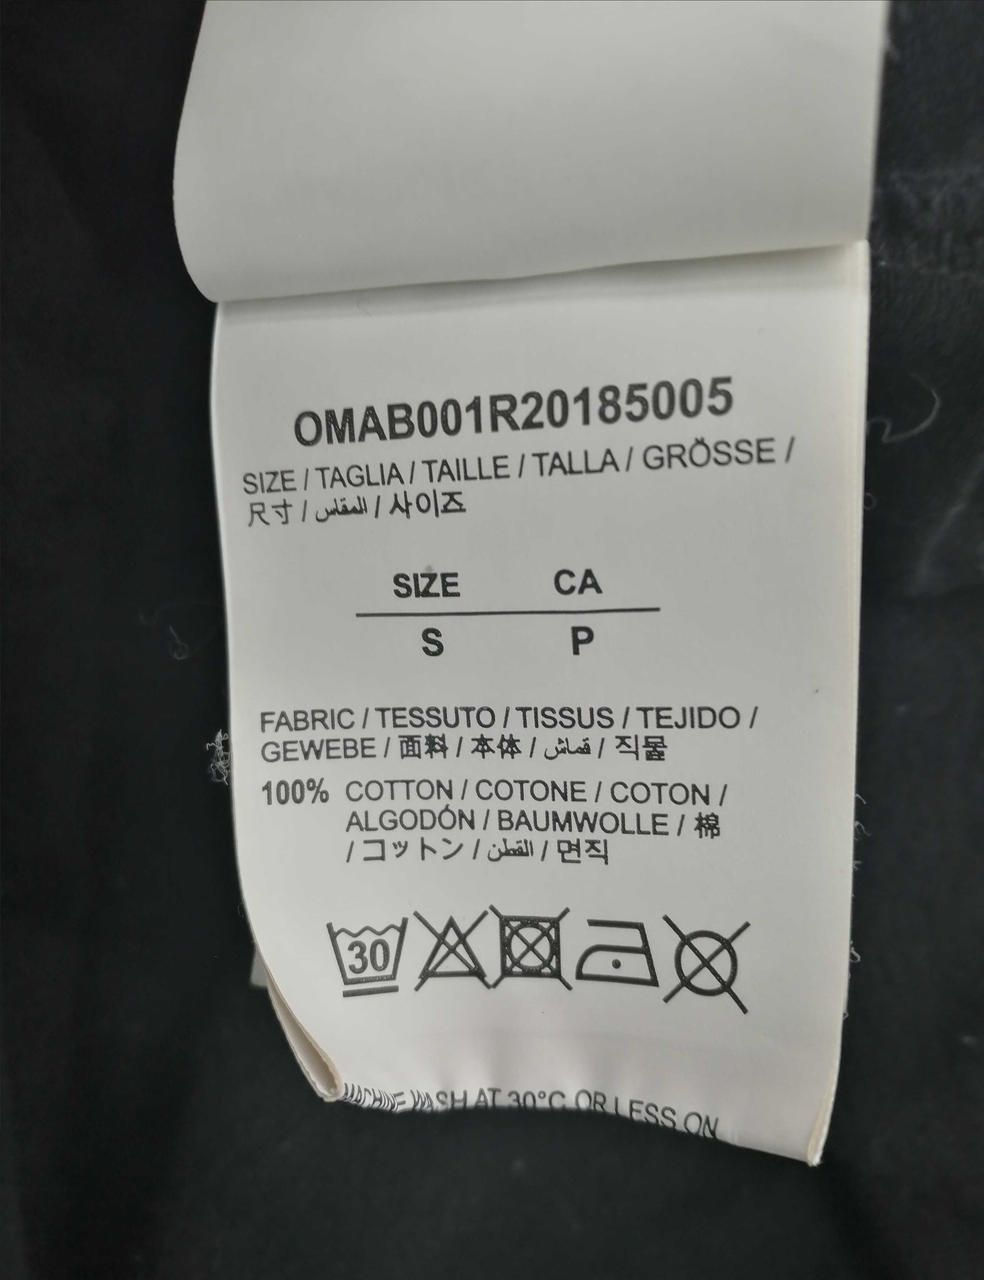 OMAB001R20185005
SIZE / TAGLIA / TAILLE / TALLA / GRÖSSE /
尺寸 / المقاس / 사이즈
SIZE CA
S P
FABRIC / TESSUTO / TISSUS / TEJIDO /
GEWEBE / 面料 / 本体 / قماش / 직물
100% COTTON / COTONE / COTON /
ALGODÓN / BAUMWOLLE / 棉
/ コットン / القطن / 면직
30
MACHINE WASH AT 30°C OR LESS ON